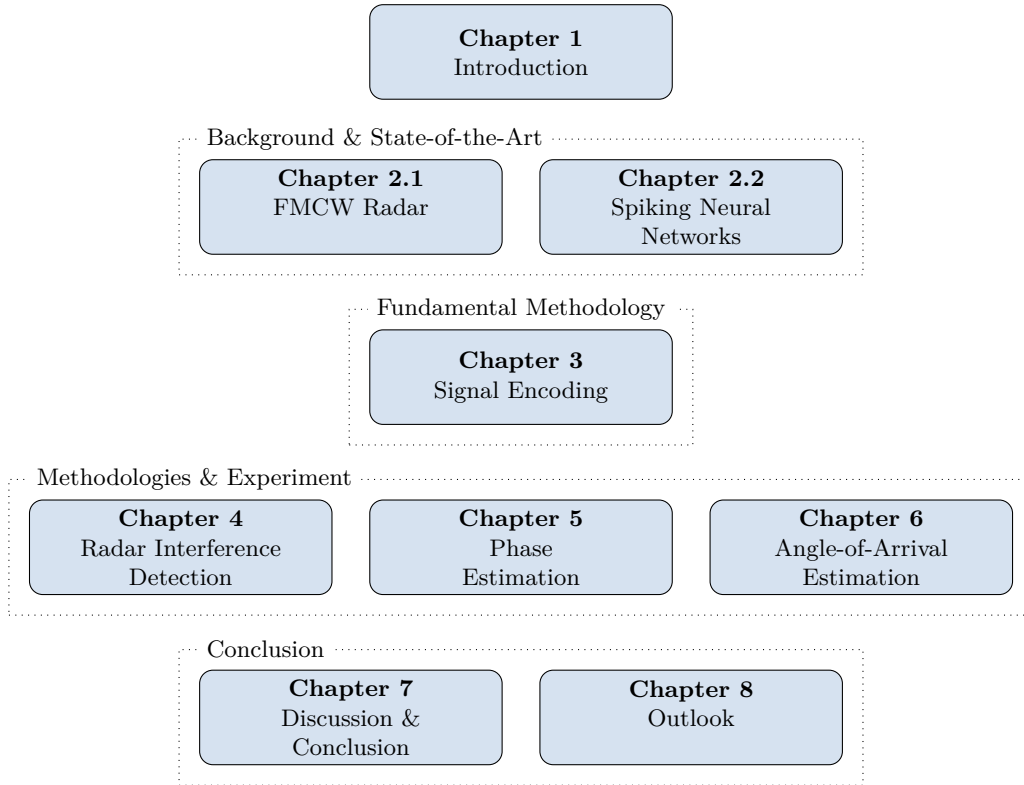 Chapter 1
Introduction
Background & State-of-the-Art
Chapter 2.1
FMCW Radar
Chapter 2.2
Spiking Neural
Networks
Fundamental Methodology
Chapter 3
Signal Encoding
Methodologies & Experiment
Chapter 4
Radar Interference
Detection
Chapter 5
Phase
Estimation
Chapter 6
Angle-of-Arrival
Estimation
Conclusion
Chapter 7
Discussion &
Conclusion
Chapter 8
Outlook